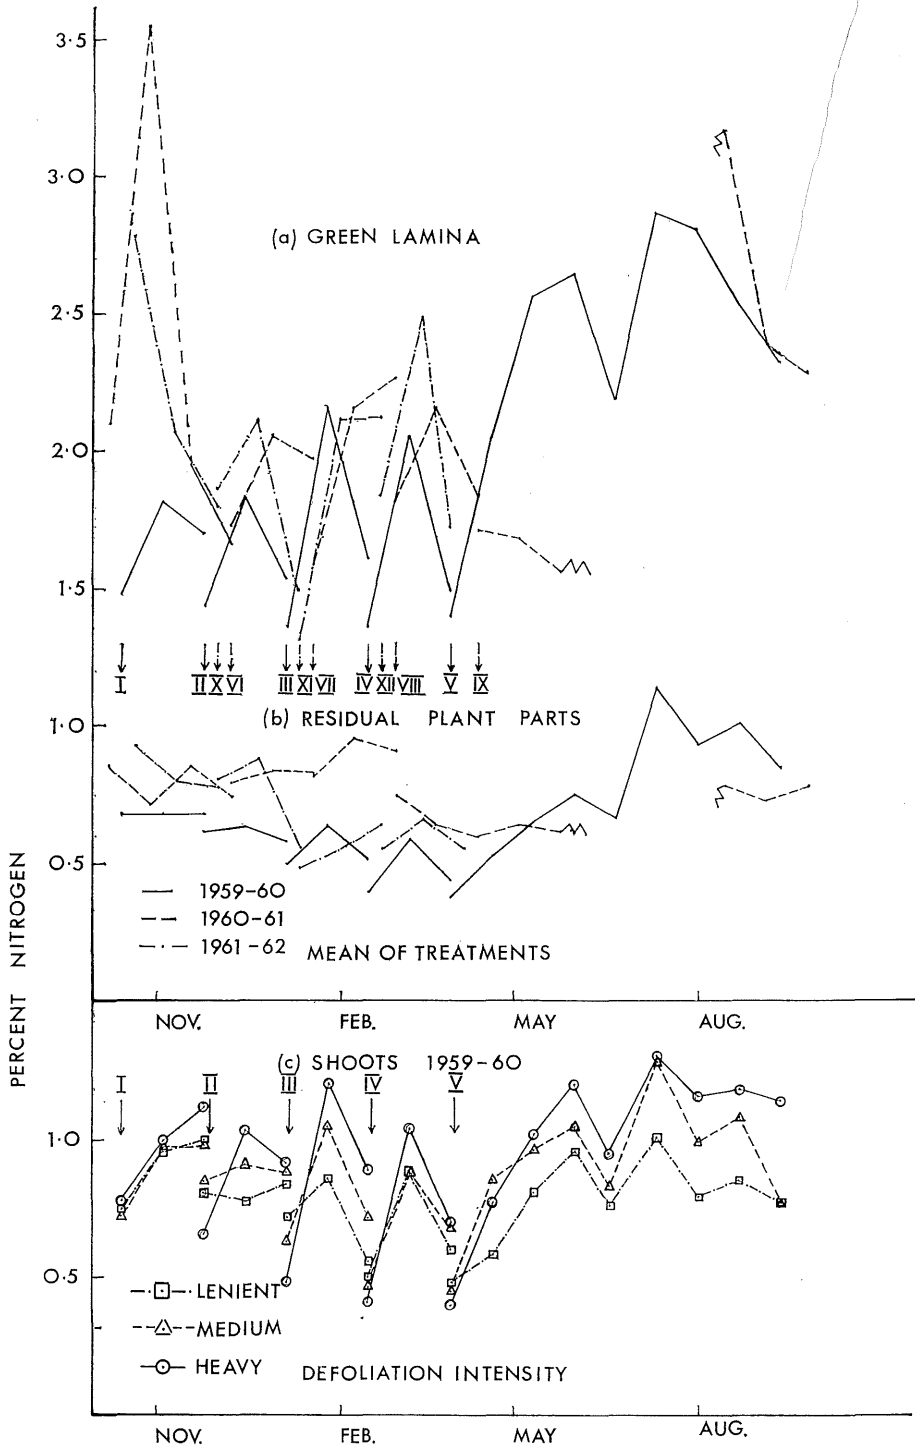 3·5
3·0
(a) GREEN LAMINA
2·5
2·0
1·5
I II X VI III XI VII IV XII VIII V IX
(b) RESIDUAL PLANT PARTS
1·0
0·5
1959-60
1960-61
1961-62
MEAN OF TREATMENTS
PERCENT NITROGEN
NOV. FEB. MAY AUG.
(c) SHOOTS 1959-60
I II III IV V
1·0
0·5
LENIENT
MEDIUM
HEAVY
DEFOLIATION INTENSITY
NOV. FEB. MAY AUG.